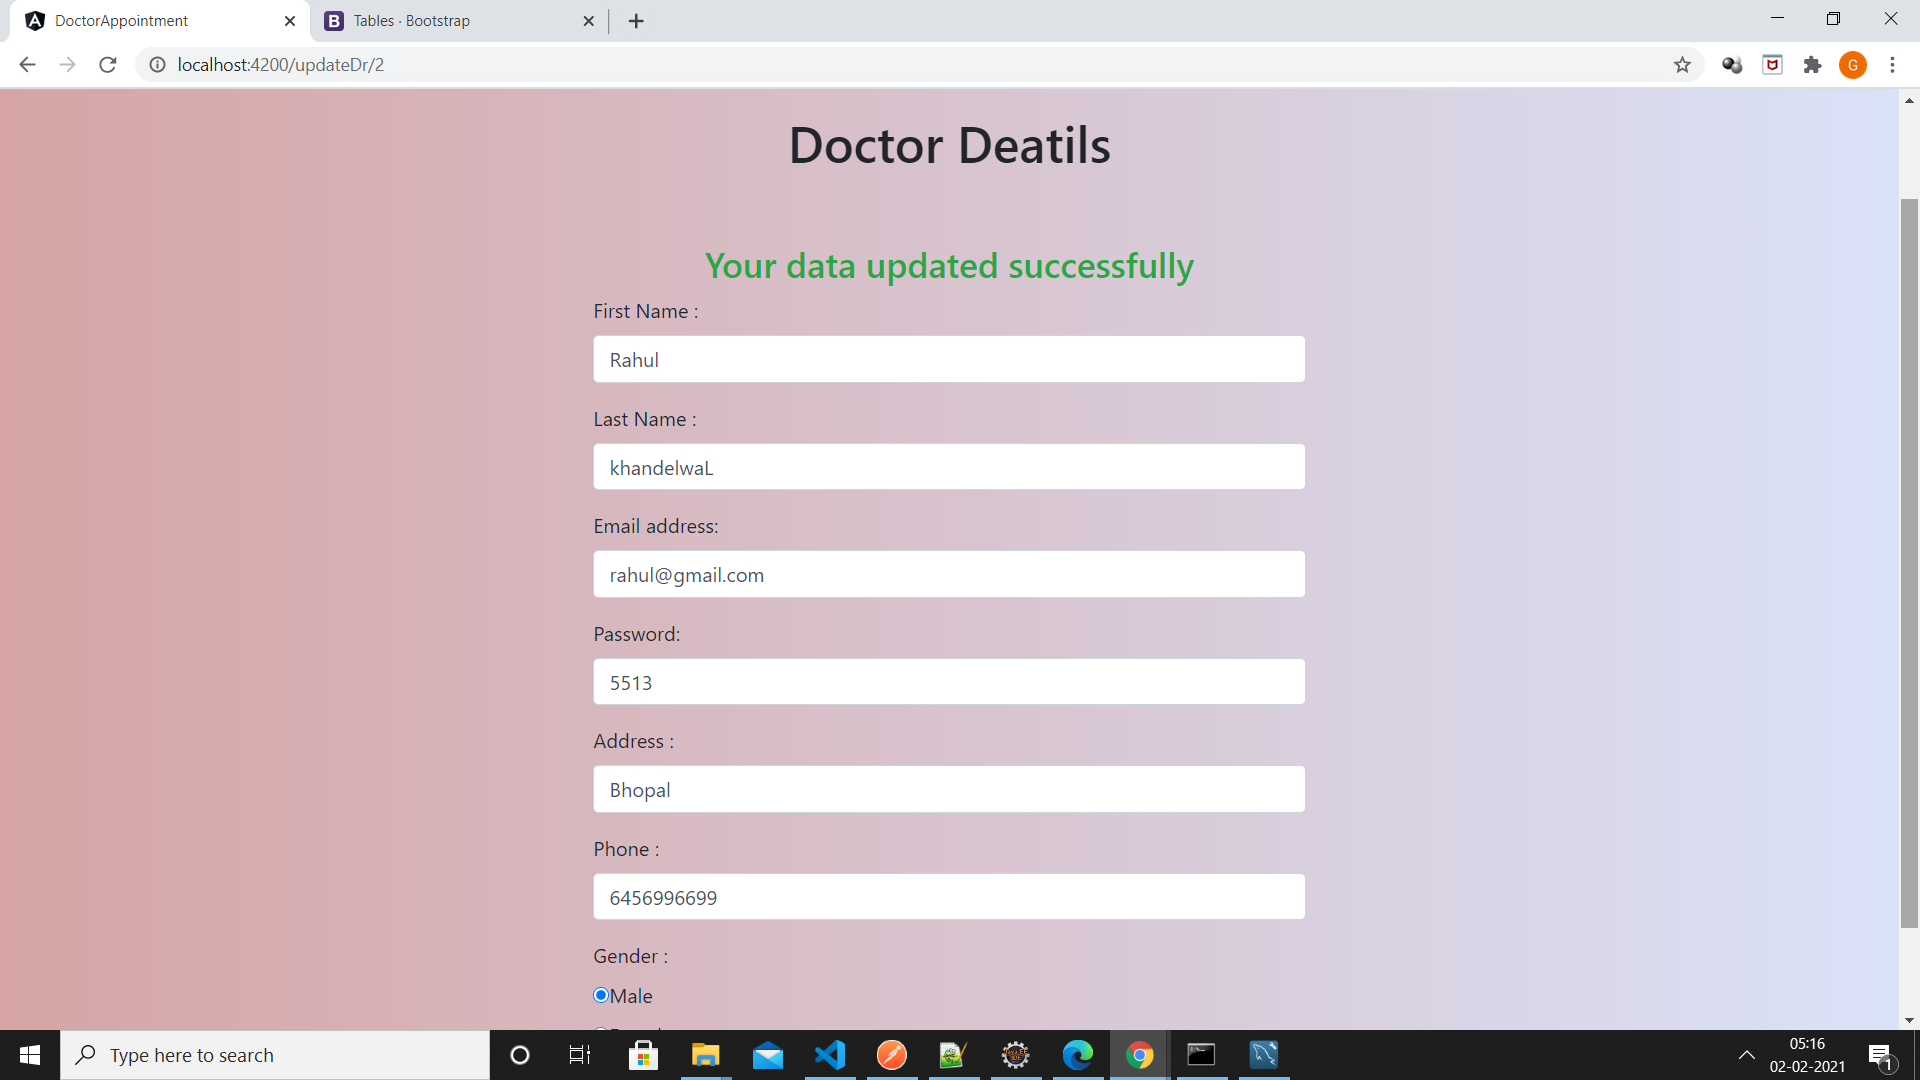 DoctorAppointment
Tables · Bootstrap
localhost:4200/updateDr/2
G
Doctor Deatils
Your data updated successfully
First Name :
Rahul
Last Name :
khandelwaL
Email address:
rahul@gmail.com
Password:
5513
Address :
Bhopal
Phone :
6456996699
Gender :
Male
Type here to search
05:16
02-02-2021
1